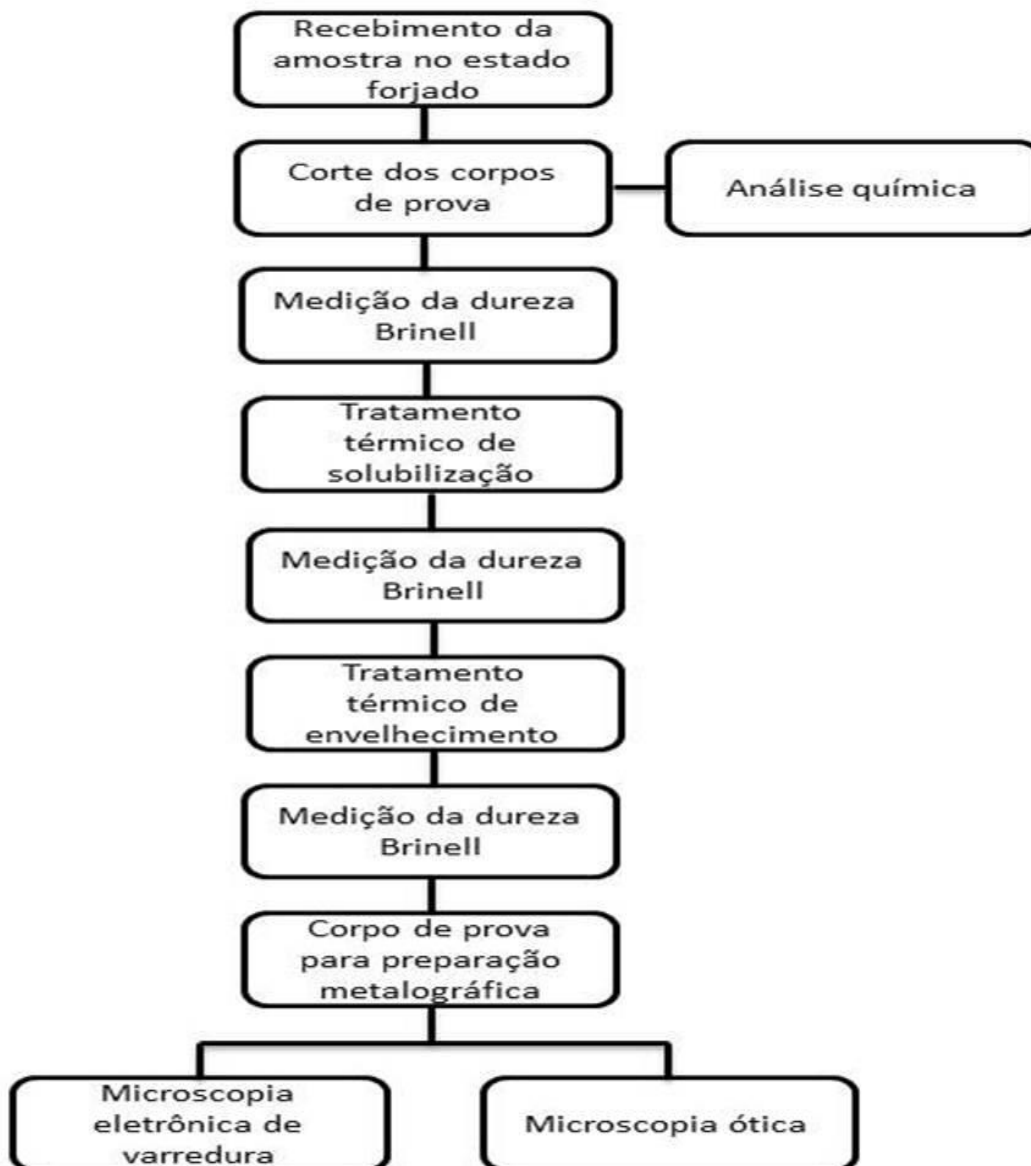 Recebimento da
amostra no estado
forjado
Corte dos corpos
de prova
Análise química
Medição da dureza
Brinell
Tratamento
térmico de
solubilização
Medição da dureza
Brinell
Tratamento
térmico de
envelhecimento
Medição da dureza
Brinell
Corpo de prova
para preparação
metalográfica
Microscopia
eletrônica de
varredura
Microscopia ótica